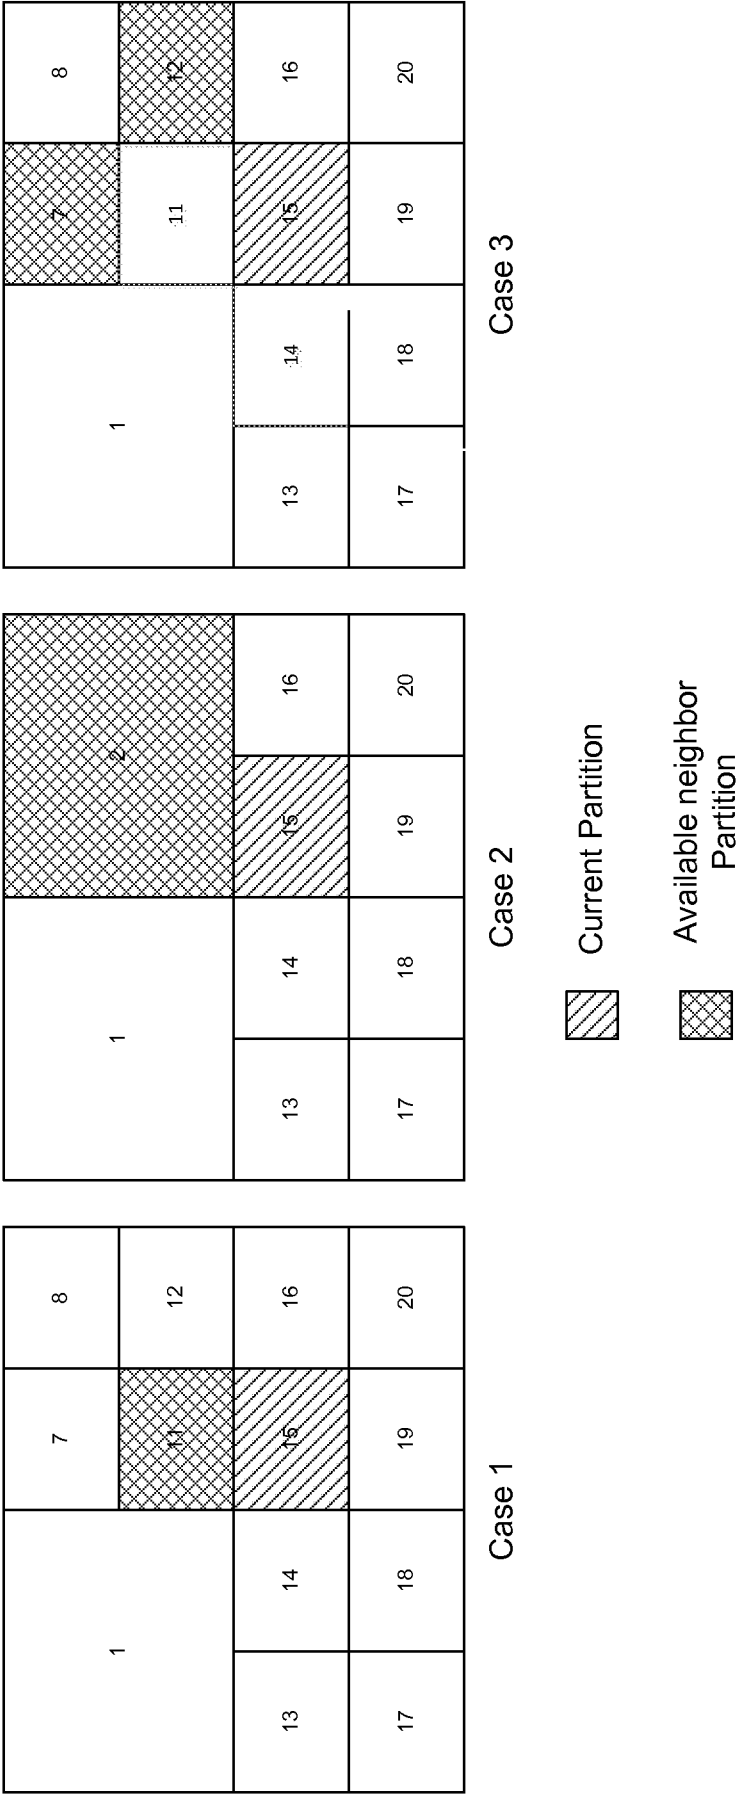 7 8
1
11 12
13 14 15 16
17 18 19 20
Case 1
1 2
13 14 15 16
17 18 19 20
Case 2
7 8
1
11 12
13 14 15 16
17 18 19 20
Case 3
Current Partition
Available neighbor
Partition